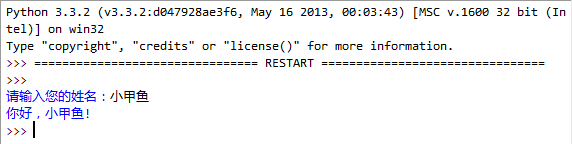 Python 3.3.2 (v3.3.2:d047928ae3f6, May 16 2013, 00:03:43) [MSC v.1600 32 bit (In
tel)] on win32
Type "copyright", "credits" or "license()" for more information.
>>> ================================ RESTART ================================
>>>
请输入您的姓名：小甲鱼
你好，小甲鱼！
>>>